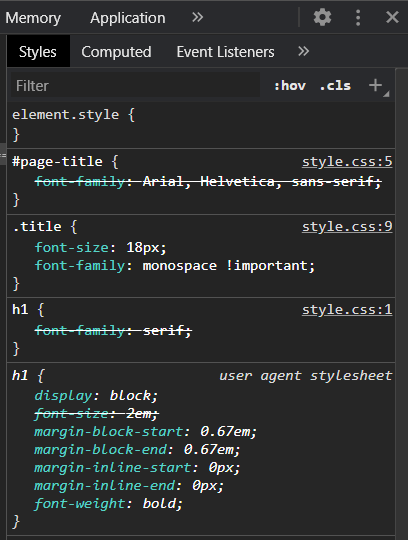 Memory Application »
Styles Computed Event Listeners »
Filter :hov .cls +
element.style {
}
#page-title { style.css:5
font-family: Arial, Helvetica, sans-serif;
}
.title { style.css:9
font-size: 18px;
font-family: monospace !important;
}
h1 { style.css:1
font-family: serif;
}
h1 { user agent stylesheet
display: block;
font-size: 2em;
margin-block-start: 0.67em;
margin-block-end: 0.67em;
margin-inline-start: 0px;
margin-inline-end: 0px;
font-weight: bold;
}